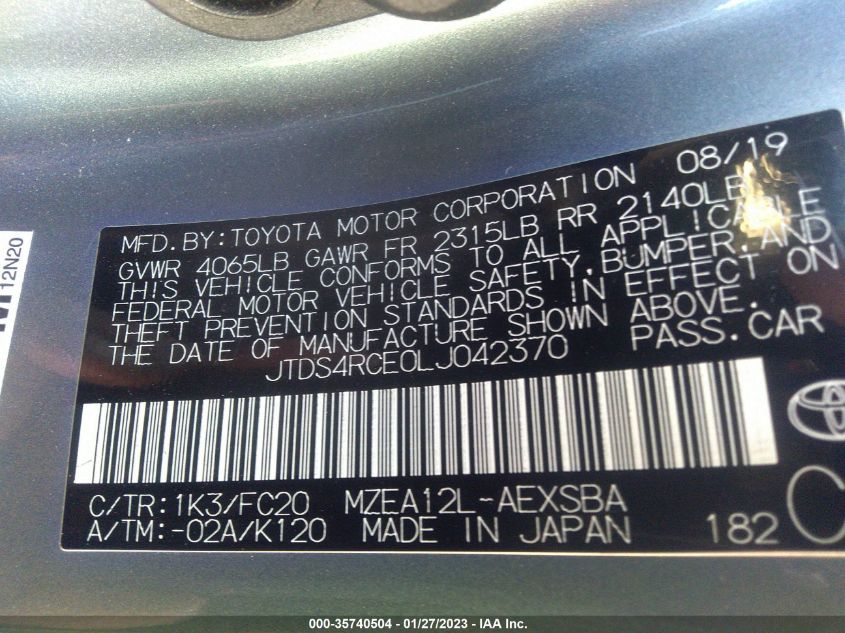 MFD. BY: TOYOTA MOTOR CORPORATION 08/19
GVWR 4065LB GAWR FR 2315LB RR 2140LB
THIS VEHICLE CONFORMS TO ALL APPLICABLE
FEDERAL MOTOR VEHICLE SAFETY, BUMPER, AND
THEFT PREVENTION STANDARDS IN EFFECT ON
THE DATE OF MANUFACTURE SHOWN ABOVE.
JTDS4RCE0LJ042370 PASS.CAR
C/TR: 1K3/FC20 MZEA12L-AEXSBA
A/TM: -02A/K120 MADE IN JAPAN 182
C
12N20
000-35740504 - 01/27/2023 - IAA Inc.